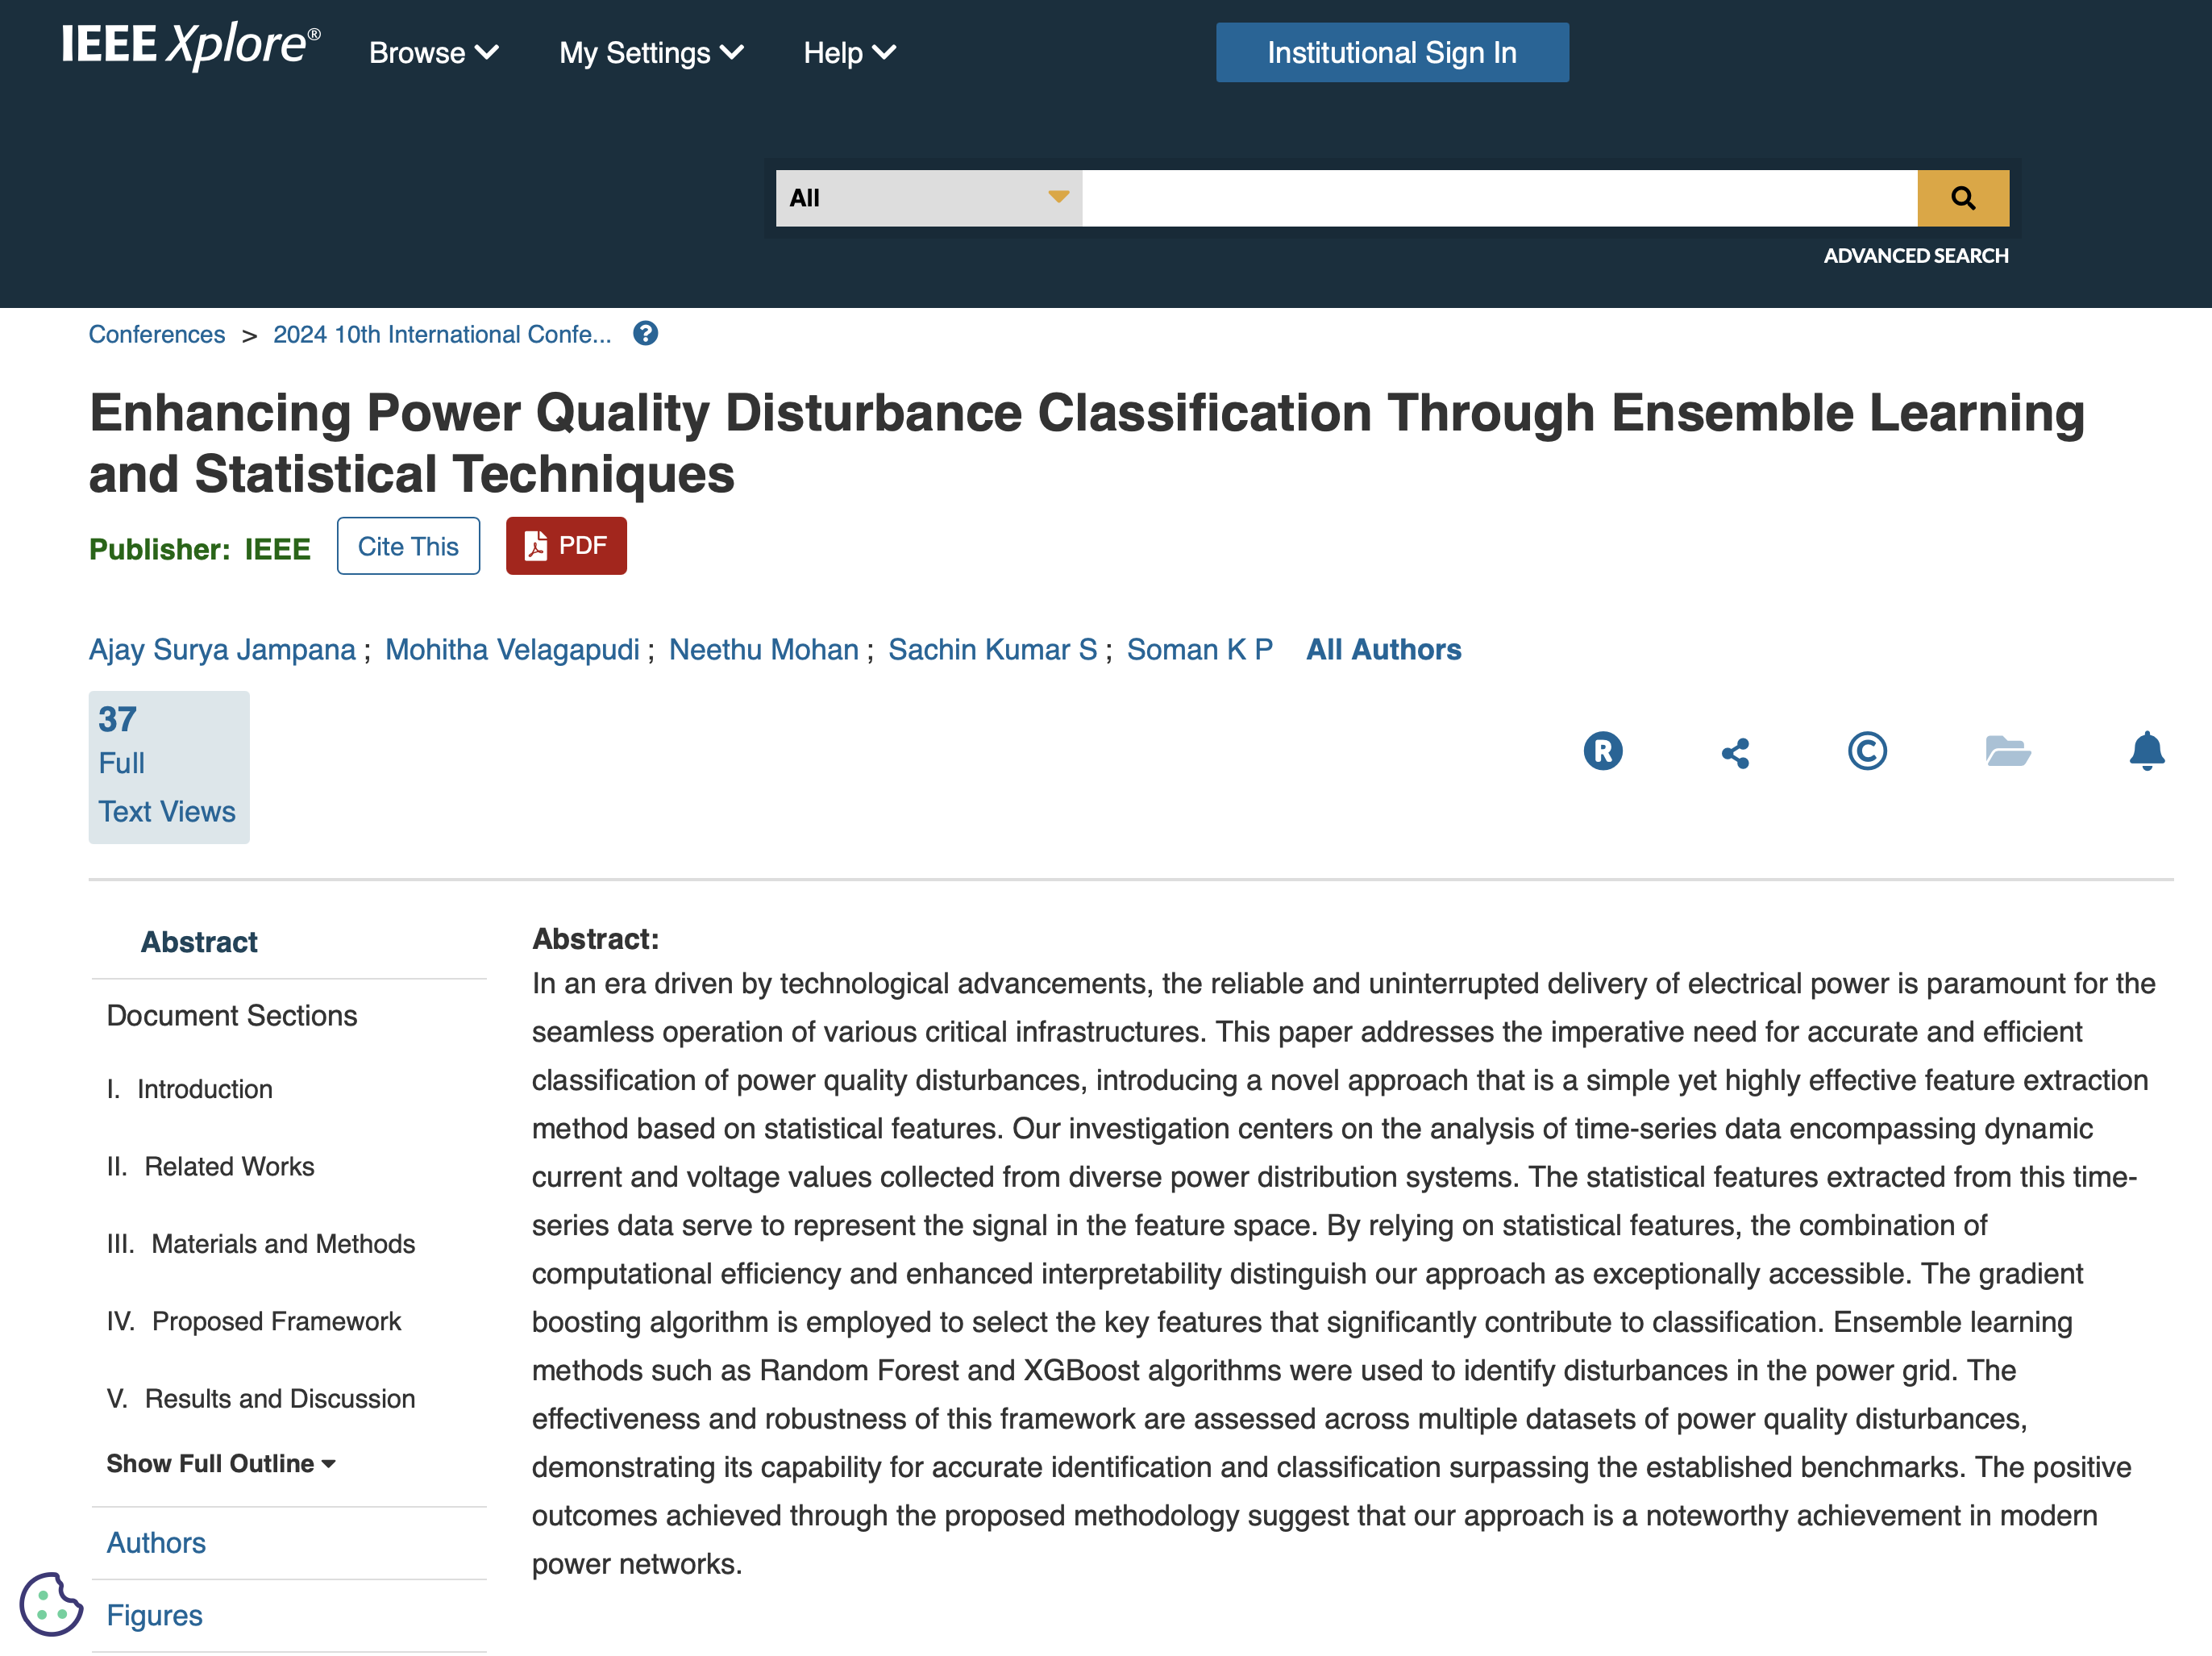 IEEE Xplore®
Browse
My Settings
Help
Institutional Sign In
All
ADVANCED SEARCH
Conferences > 2024 10th International Confe... ?
Enhancing Power Quality Disturbance Classification Through Ensemble Learning
and Statistical Techniques
Publisher: IEEE
Cite This
PDF
Ajay Surya Jampana ; Mohitha Velagapudi ; Neethu Mohan ; Sachin Kumar S ; Soman K P All Authors
37
Full
Text Views
R
©
Abstract
Document Sections
I. Introduction
II. Related Works
III. Materials and Methods
IV. Proposed Framework
V. Results and Discussion
Show Full Outline
Authors
Figures
Abstract:
In an era driven by technological advancements, the reliable and uninterrupted delivery of electrical power is paramount for the
seamless operation of various critical infrastructures. This paper addresses the imperative need for accurate and efficient
classification of power quality disturbances, introducing a novel approach that is a simple yet highly effective feature extraction
method based on statistical features. Our investigation centers on the analysis of time-series data encompassing dynamic
current and voltage values collected from diverse power distribution systems. The statistical features extracted from this time-
series data serve to represent the signal in the feature space. By relying on statistical features, the combination of
computational efficiency and enhanced interpretability distinguish our approach as exceptionally accessible. The gradient
boosting algorithm is employed to select the key features that significantly contribute to classification. Ensemble learning
methods such as Random Forest and XGBoost algorithms were used to identify disturbances in the power grid. The
effectiveness and robustness of this framework are assessed across multiple datasets of power quality disturbances,
demonstrating its capability for accurate identification and classification surpassing the established benchmarks. The positive
outcomes achieved through the proposed methodology suggest that our approach is a noteworthy achievement in modern
power networks.